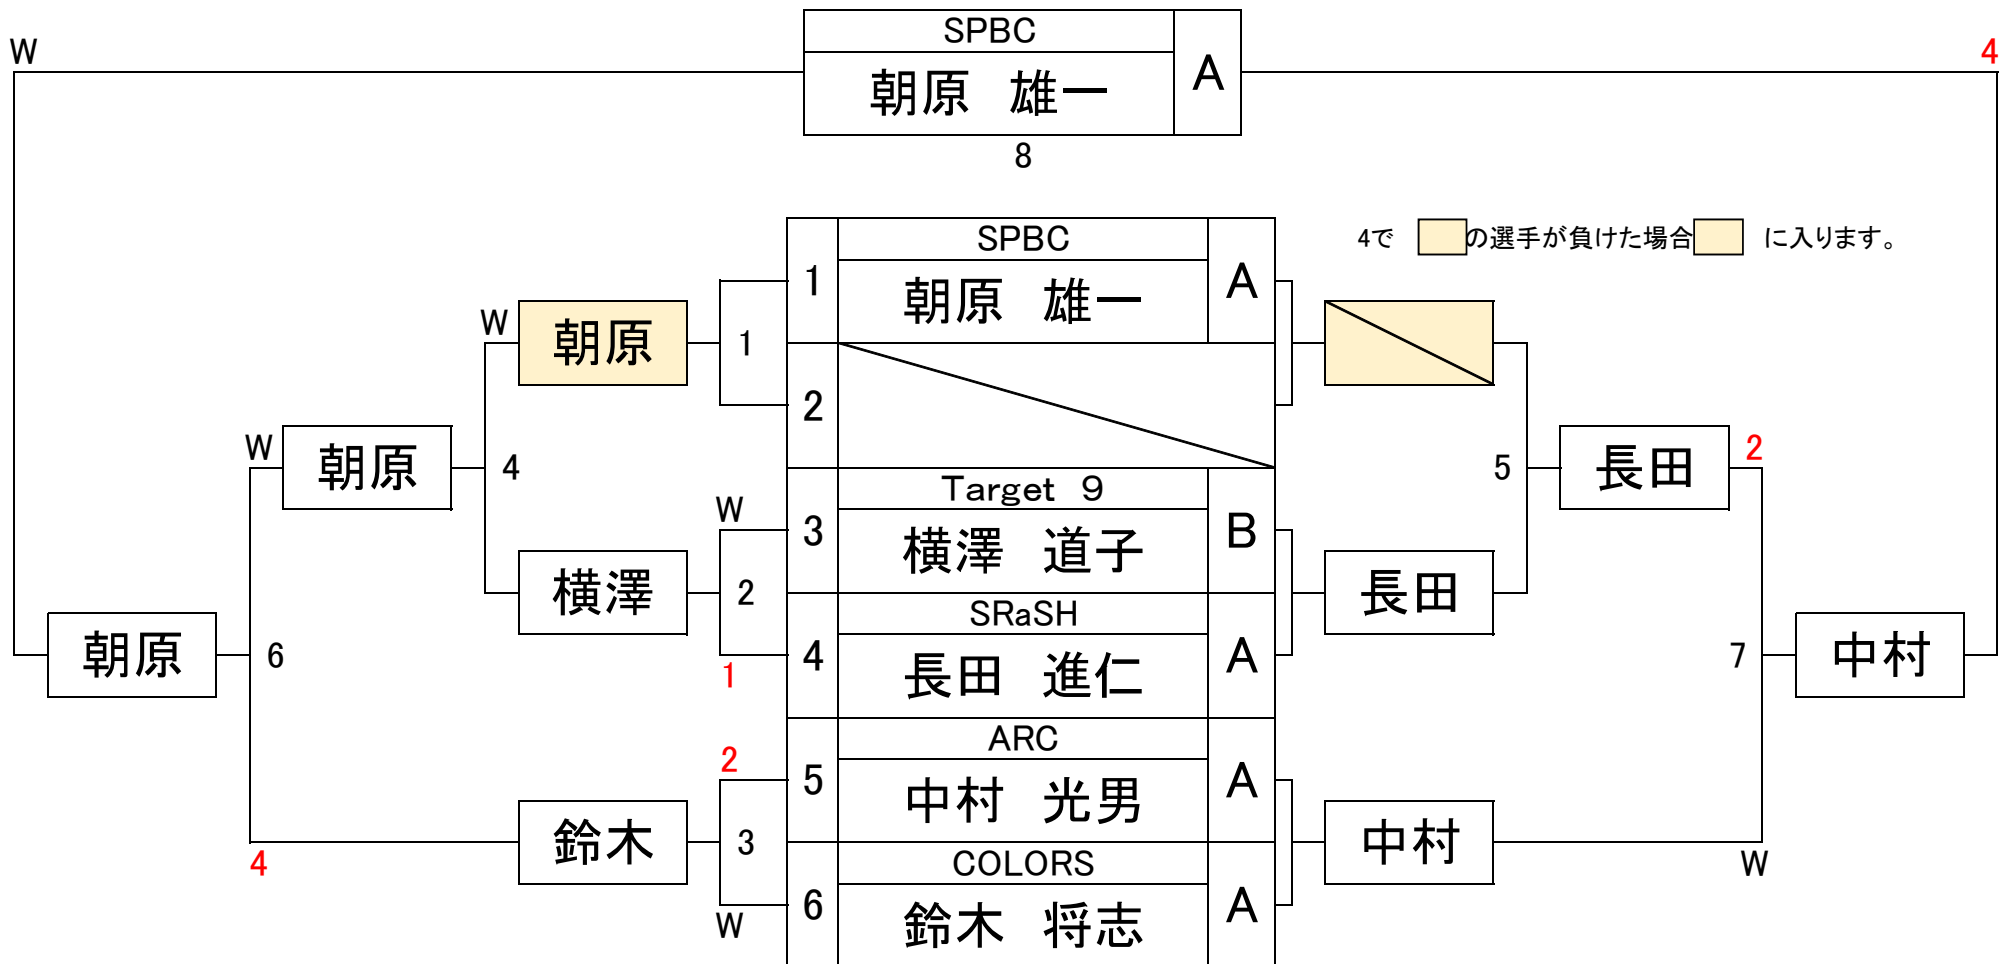 SPBC
W
4
朝原 雄一
A
8
SPBC
4で の選手が負けた場合 に入ります。
1
朝原 雄一
A
W
朝原
1
2
W
朝原
4
Target 9
5
長田
2
W
3
横澤 道子
B
横澤
2
長田
SRaSH
朝原
6
1
4
長田 進仁
A
7
中村
ARC
2
5
中村 光男
A
鈴木
3
中村
4
COLORS
W
W
6
鈴木 将志
A